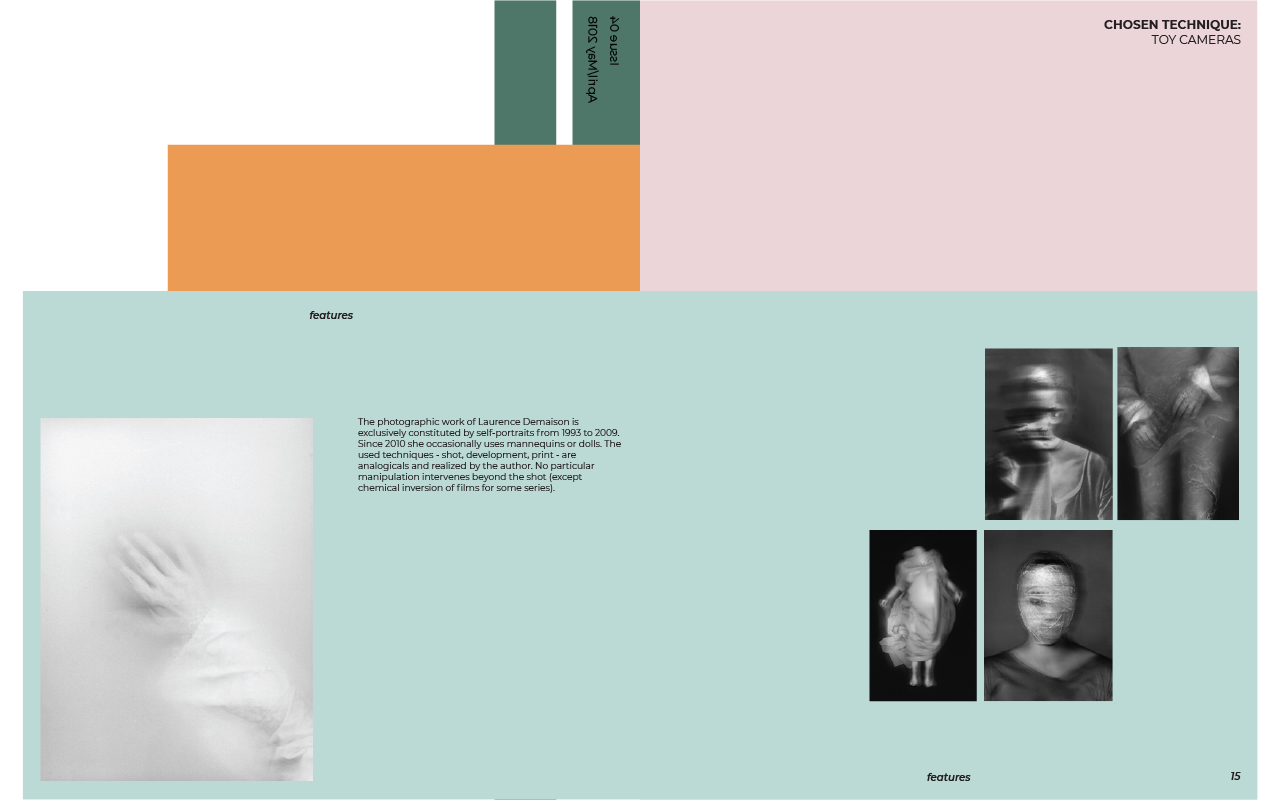 Issue 04
April/May 2018
CHOSEN TECHNIQUE:
TOY CAMERAS
features
The photographic work of Laurence Demaison is
exclusively constituted by self-portraits from 1993 to 2009.
Since 2010 she occasionally uses mannequins or dolls. The
used techniques - shot, development, print - are
analogicals and realized by the author. No particular
manipulation intervenes beyond the shot (except
chemical inversion of films for some series).
features
15